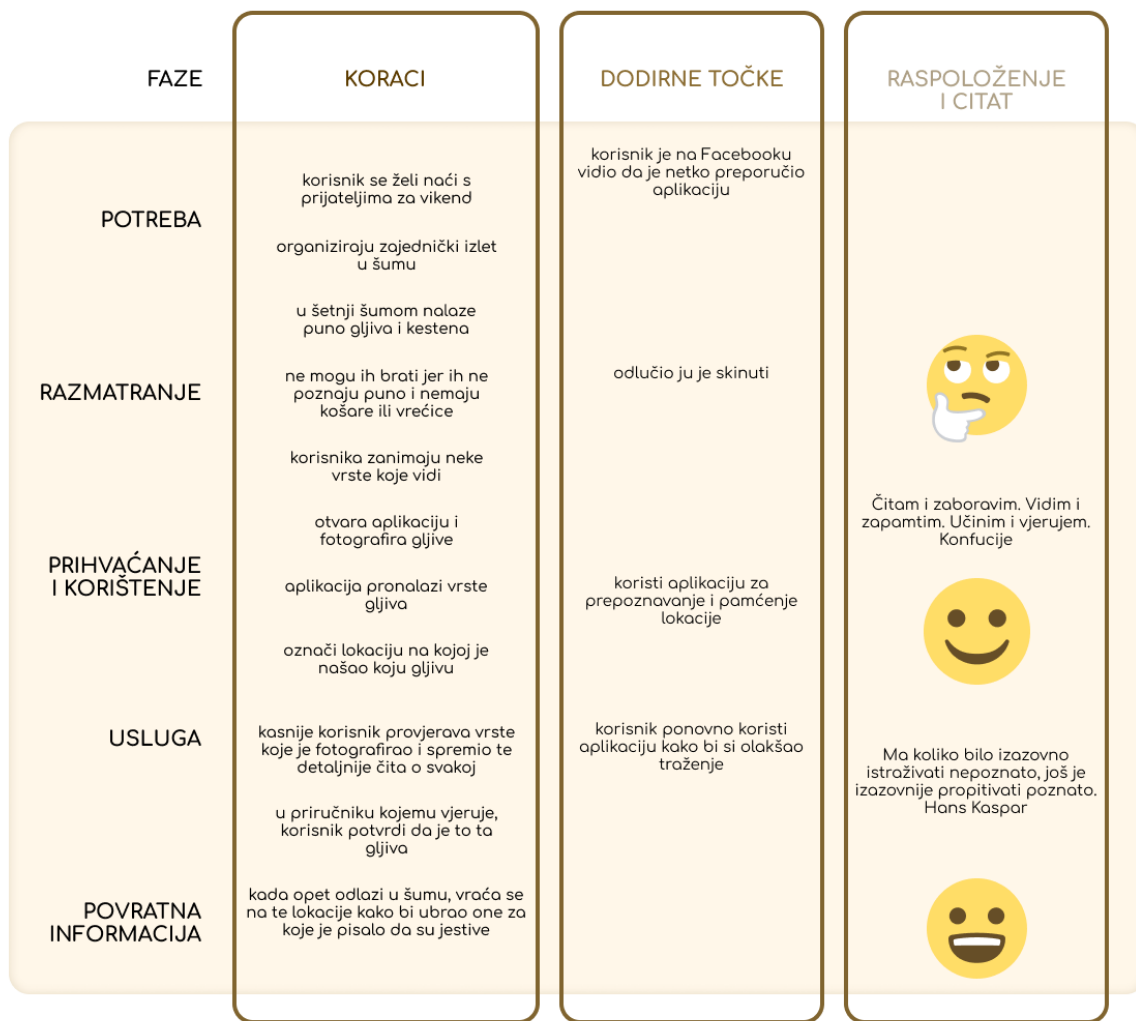 FAZE
KORACI
DODIRNE TOČKE
RASPOLOŽENJE
I CITAT
POTREBA
korisnik se želi naći s
prijateljima za vikend
organiziraju zajednički izlet
u šumu
korisnik je na Facebooku
vidio da je netko preporučio
aplikaciju
RAZMATRANJE
u šetnji šumom nalaze
puno gljiva i kestena
ne mogu ih brati jer ih ne
poznaju puno i nemaju
košare ili vrećice
korisnika zanimaju neke
vrste koje vidi
odlučio ju je skinuti
PRIHVAĆANJE
I KORIŠTENJE
otvara aplikaciju i
fotografira gljive
aplikacija pronalazi vrste
gljiva
označi lokaciju na kojoj je
našao koju gljivu
koristi aplikaciju za
prepoznavanje i pamćenje
lokacije
Čitam i zaboravim. Vidim i
zapamtim. Učinim i vjerujem.
Konfucije
USLUGA
kasnije korisnik provjerava vrste
koje je fotografirao i spremio te
detaljnije čita o svakoj
u priručniku kojemu vjeruje,
korisnik potvrdi da je to ta
gljiva
korisnik ponovno koristi
aplikaciju kako bi si olakšao
traženje
Ma koliko bilo izazovno
istraživati nepoznato, još je
izazovnije propitivati poznato.
Hans Kaspar
POVRATNA
INFORMACIJA
kada opet odlazi u šumu, vraća se
na te lokacije kako bi ubrao one za
koje je pisalo da su jestive